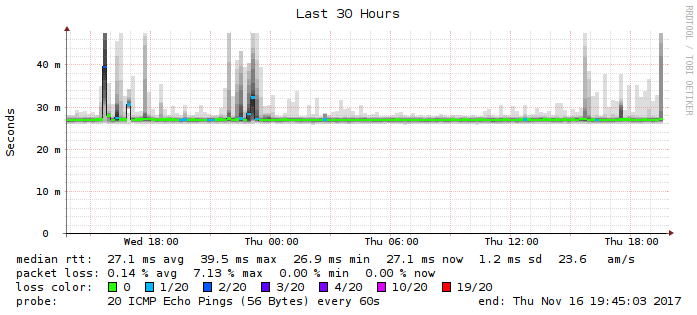 Last 30 Hours
RRDTOOL / TOBI OETIKER
Seconds
40 m
30 m
20 m
10 m
0
Wed 18:00 Thu 00:00 Thu 06:00 Thu 12:00 Thu 18:00
median rtt: 27.1 ms avg 39.5 ms max 26.9 ms min 27.1 ms now 1.2 ms sd 23.6 am/s
packet loss: 0.14 % avg 7.13 % max 0.00 % min 0.00 % now
loss color: 0 1/20 2/20 3/20 4/20 10/20 19/20
probe: 20 ICMP Echo Pings (56 Bytes) every 60s end: Thu Nov 16 19:45:03 2017